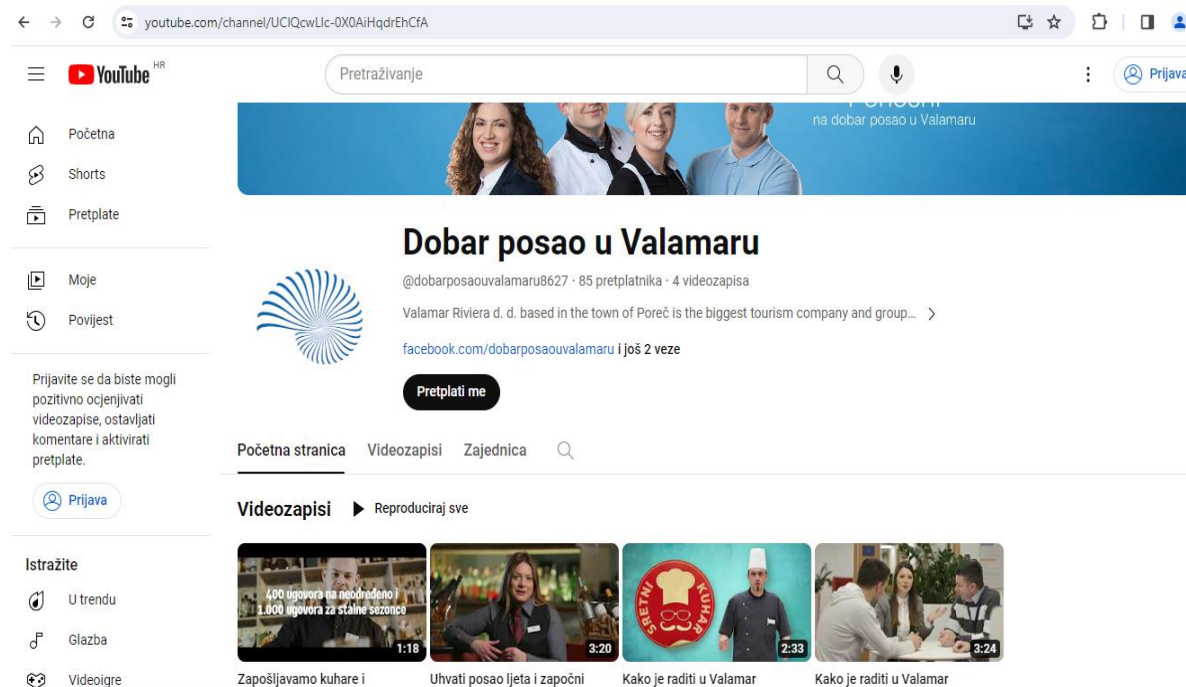 youtube.com/channel/UCIQcwLIc-0X0AiHqdrEhCfA
YouTube HR
Pretraživanje
Prijava
Početna
Shorts
Pretplate
Moje
Povijest
Prijavite se da biste mogli
pozitivno ocjenjivati
videozapise, ostavljati
komentare i aktivirati
pretplate.
Prijava
Istražite
U trendu
Glazba
Videoigre
na dobar posao u Valamaru
Dobar posao u Valamaru
@dobarposaouvalamaru8627 · 85 pretplatnika · 4 videozapisa
Valamar Riviera d. d. based in the town of Poreč is the biggest tourism company and group...
facebook.com/dobarposaouvalamaru i još 2 veze
Pretplati me
Početna stranica Videozapisi Zajednica
Videozapisi Reproduciraj sve
400 ugovora na neodređeno i
1.000 ugovora za stalne sezonce
1:18
3:20
SRETNI KUHAR
2:33
3:24
Zapošljavamo kuhare i
Uhvati posao ljeta i započni
Kako je raditi u Valamar
Kako je raditi u Valamar